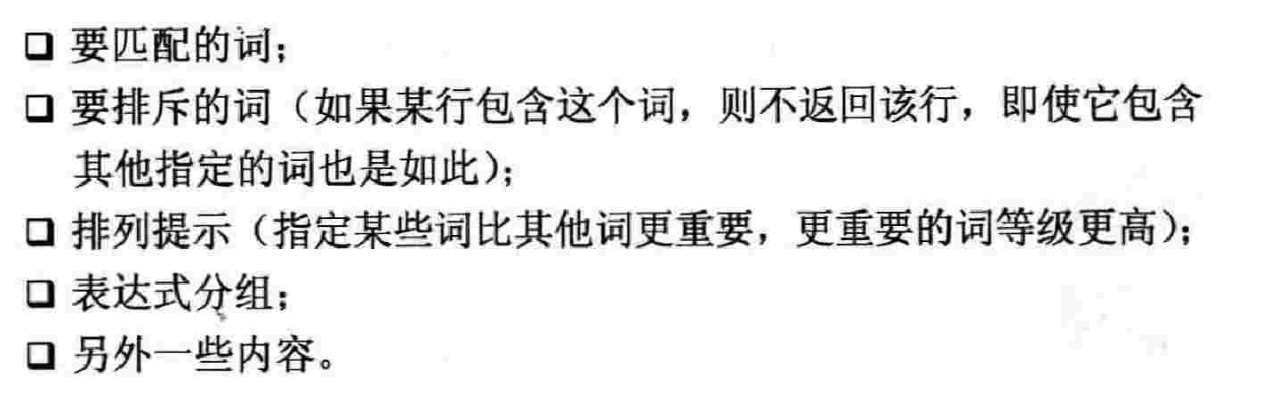 ❑ 要匹配的词；
❑ 要排斥的词（如果某行包含这个词，则不返回该行，即使它包含
其他指定的词也是如此）；
❑ 排列提示（指定某些词比其他词更重要，更重要的词等级更高）；
❑ 表达式分组；
❑ 另外一些内容。